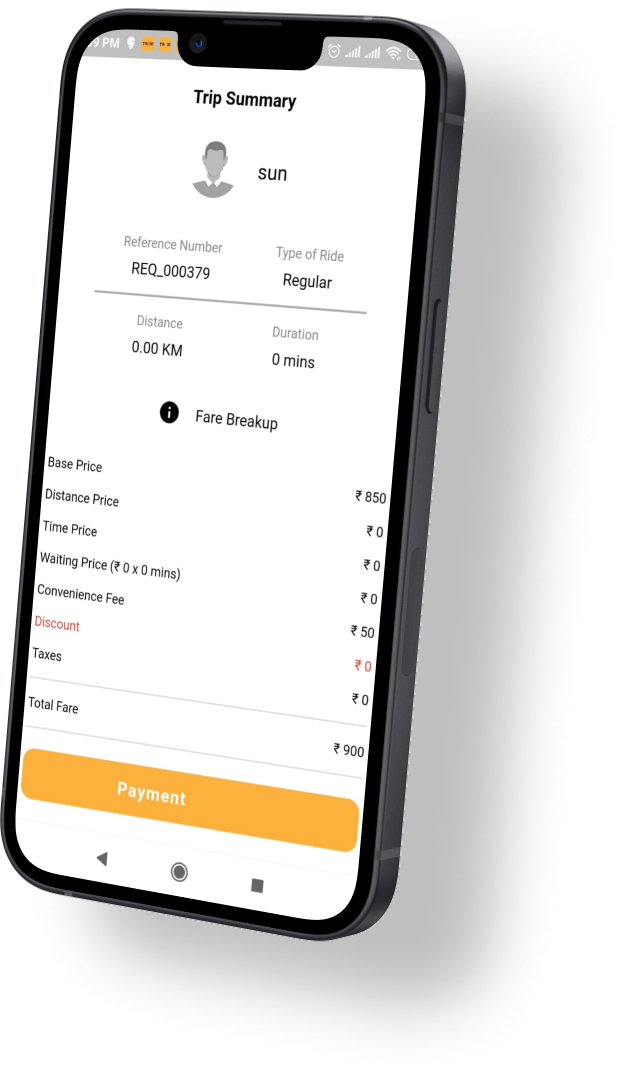 9 PM
Trip Summary
sun
Reference Number Type of Ride
REQ_000379 Regular
Distance Duration
0.00 KM 0 mins
Fare Breakup
Base Price ₹ 850
Distance Price ₹ 0
Time Price ₹ 0
Waiting Price (₹ 0 x 0 mins) ₹ 0
Convenience Fee ₹ 50
Discount ₹ 0
Taxes ₹ 0
Total Fare ₹ 900
Payment